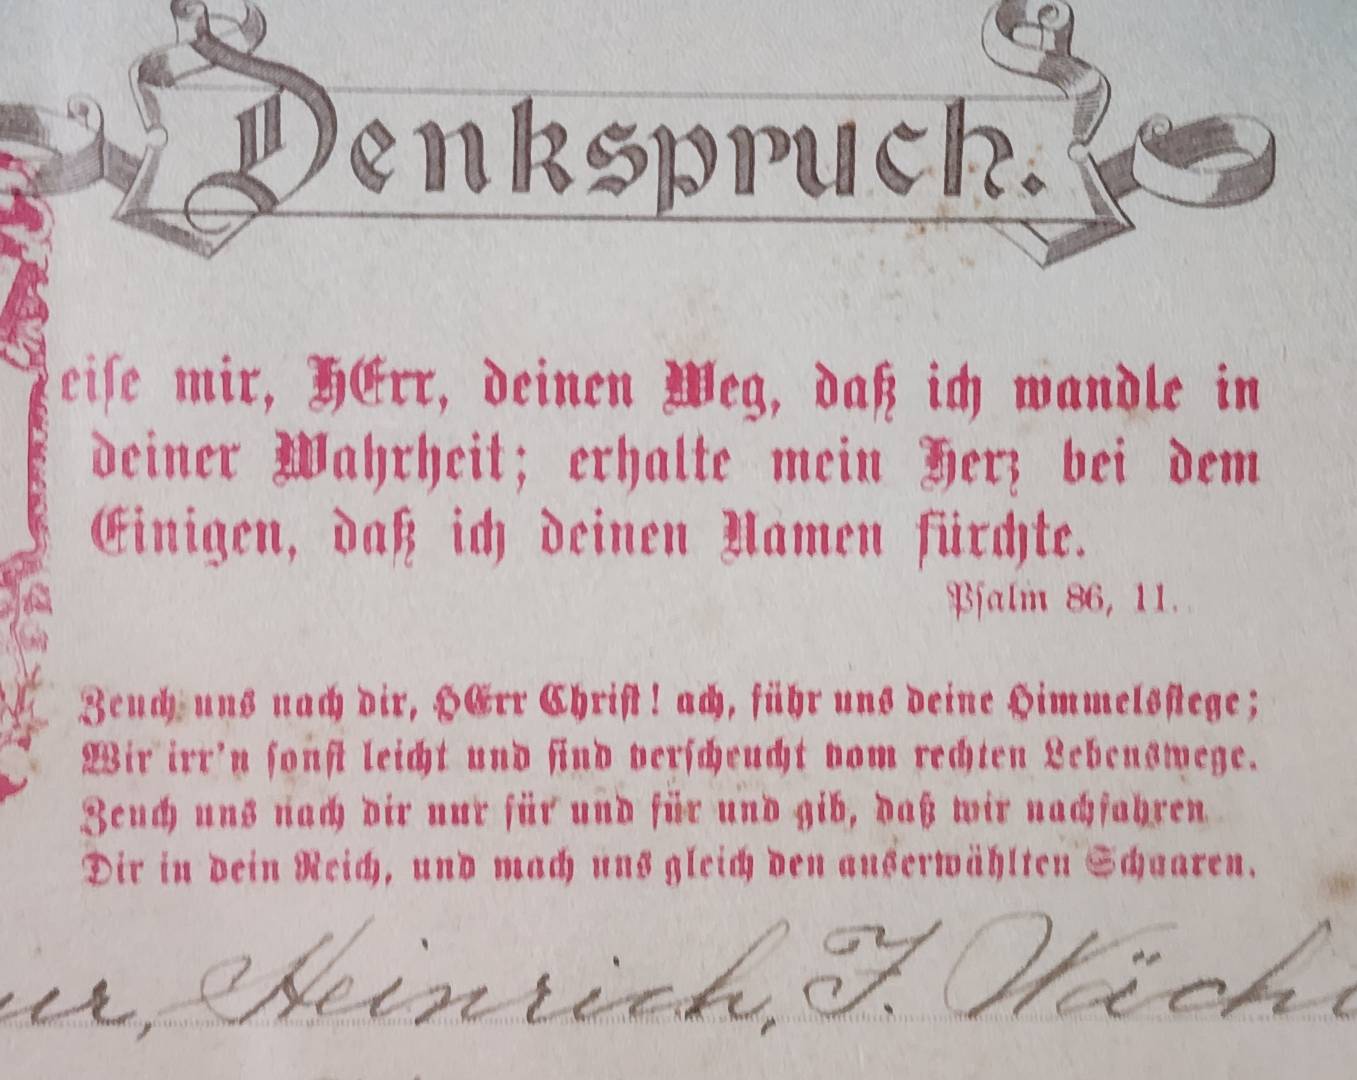 Denkspruch.
eise mir, HErr, deinen Weg, daß ich wandle in
deiner Wahrheit; erhalte mein Herz bei dem
Einigen, daß ich deinen Namen fürchte.
Psalm 86, 11.
Zeuch uns nach dir, HErr Christ! ach, führ uns deine Himmelsstege;
Wir irr'n sonst leicht und sind verscheucht vom rechten Lebenswege.
Zeuch uns nach dir nur für und für und gib, daß wir nachfahren
Dir in dein Reich, und mach uns gleich den auserwählten Schaaren.
ur, Heinrich, F. Wäch